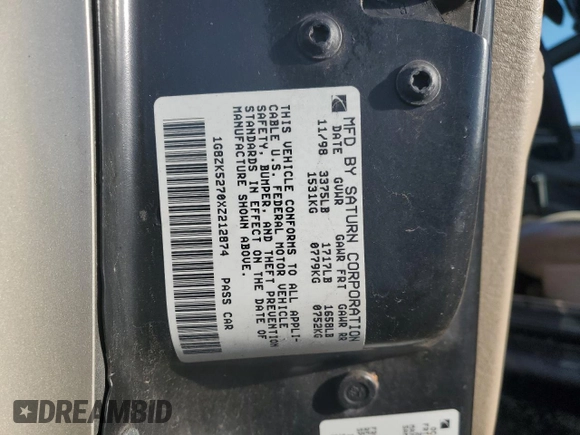 MFD BY SATURN CORPORATION
DATE GVWR GAWR FRT GAWR RR
11/98 3375LB 1717LB 1658LB
1531KG 0779KG 0752KG
THIS VEHICLE CONFORMS TO ALL APPLI-
CABLE U.S. FEDERAL MOTOR VEHICLE
SAFETY, BUMPER, AND THEFT PREVENTION
STANDARDS IN EFFECT ON THE DATE OF
MANUFACTURE SHOWN ABOVE.
1G8ZK5270XZ212874 PASS CAR
DREAMBID